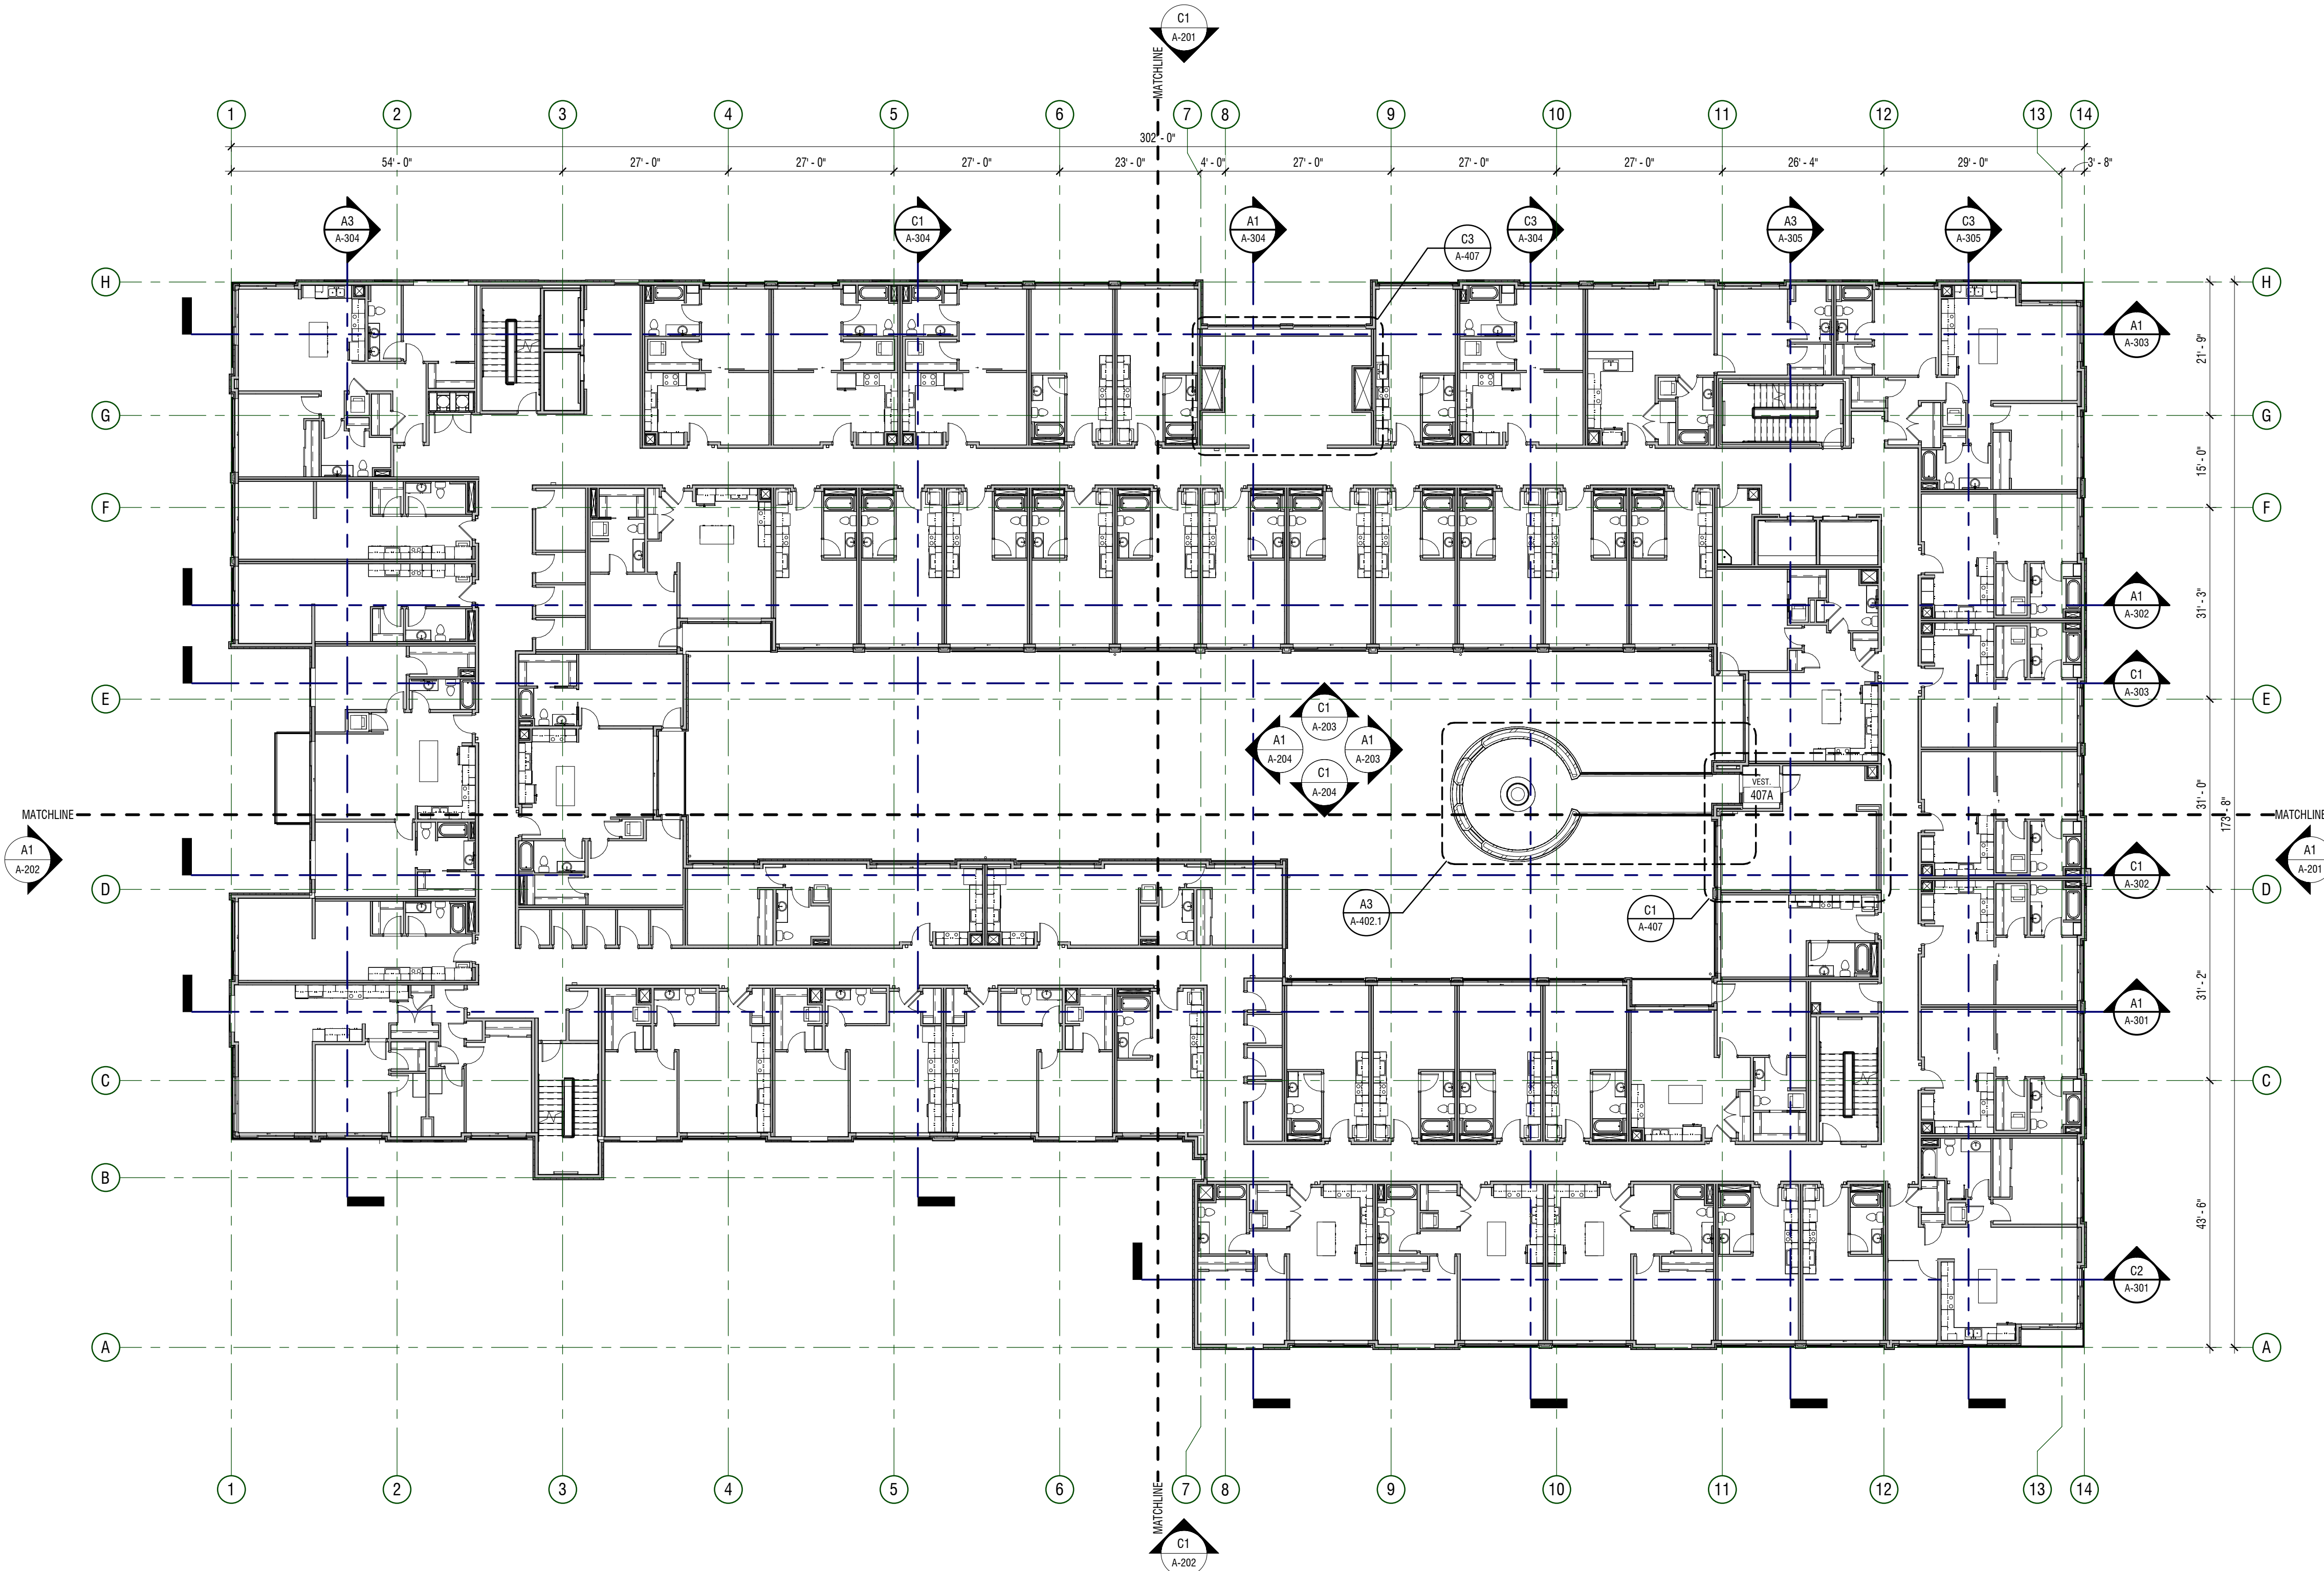 C1
A-201
MATCHLINE
1 2 3 4 5 6 7 8 9 10 11 12 13 14
302' - 0"
54' - 0" 27' - 0" 27' - 0" 27' - 0" 23' - 0" 4' - 0" 27' - 0" 27' - 0" 27' - 0" 26' - 4" 29' - 0" 3' - 8"
A3
A-304
C1
A-304
A1
A-304
C3
A-304
A3
A-305
C3
A-305
C3
A-407
H H
A1
A-303
21' - 9"
G G
15' - 0"
F F
A1
A-302
31' - 3"
C1
A-303
E E
C1
A-203
A1
A-204
A1
A-203
C1
A-204
VEST.
407A
31' - 0"
173' - 8"
MATCHLINE MATCHLINE
A1
A-202
A1
A-201
C1
A-302
D D
A3
A-402.1
C1
A-407
31' - 2"
A1
A-301
C C
B
43' - 6"
C2
A-301
A A
1 2 3 4 5 6 7 8 9 10 11 12 13 14
MATCHLINE
C1
A-202